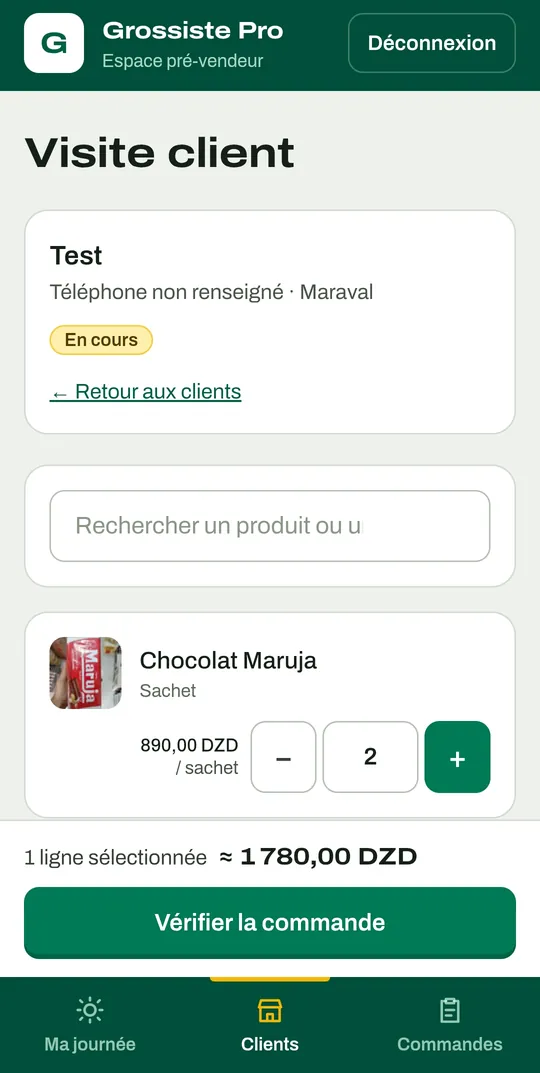 G
Grossiste Pro
Espace pré-vendeur
Déconnexion
Visite client
Test
Téléphone non renseigné · Maraval
En cours
← Retour aux clients
Rechercher un produit ou u
Maruja
Chocolat Maruja
Sachet
890,00 DZD
/ sachet
−
2
+
1 ligne sélectionnée ≈ 1 780,00 DZD
Vérifier la commande
Ma journée
Clients
Commandes